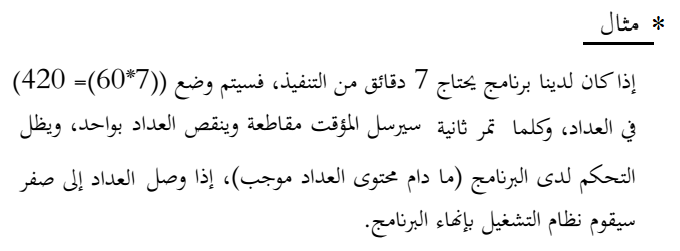 * مثال
إذا كان لدينا برنامج يحتاج 7 دقائق من التنفيذ، فسيتم وضع ((7*60)= 420)
في العداد، وكلما تمر ثانية سيرسل المؤقت مقاطعة وينقص العداد بواحد، ويظل
التحكم لدى البرنامج (ما دام محتوى العداد موجب)، إذا وصل العداد إلى صفر
سيقوم نظام التشغيل بإنهاء البرنامج.